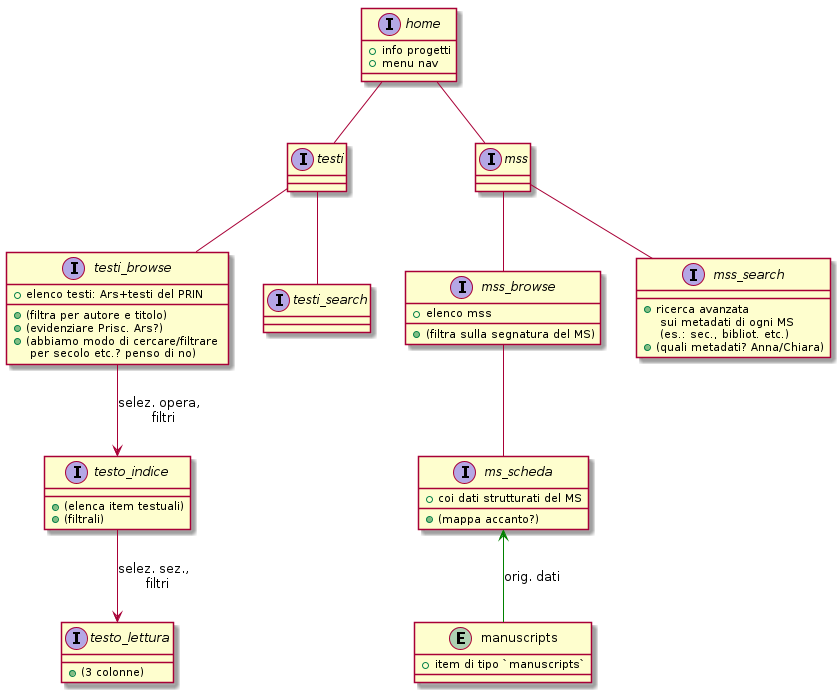 I home
info progetti
menu nav
I testi
I mss
I testi_browse
elenco testi: Ars+testi del PRIN
(filtra per autore e titolo)
(evidenziare Prisc. Ars?)
(abbiamo modo di cercare/filtrare
per secolo etc.? penso di no)
I testi_search
I mss_browse
elenco mss
(filtra sulla segnatura del MS)
I mss_search
ricerca avanzata
sui metadati di ogni MS
(es.: sec., bibliot. etc.)
(quali metadati? Anna/Chiara)
selez. opera,
filtri
I testo_indice
(elenca item testuali)
(filtrali)
I ms_scheda
coi dati strutturati del MS
(mappa accanto?)
selez. sez.,
filtri
orig. dati
I testo_lettura
(3 colonne)
E manuscripts
item di tipo `manuscripts`